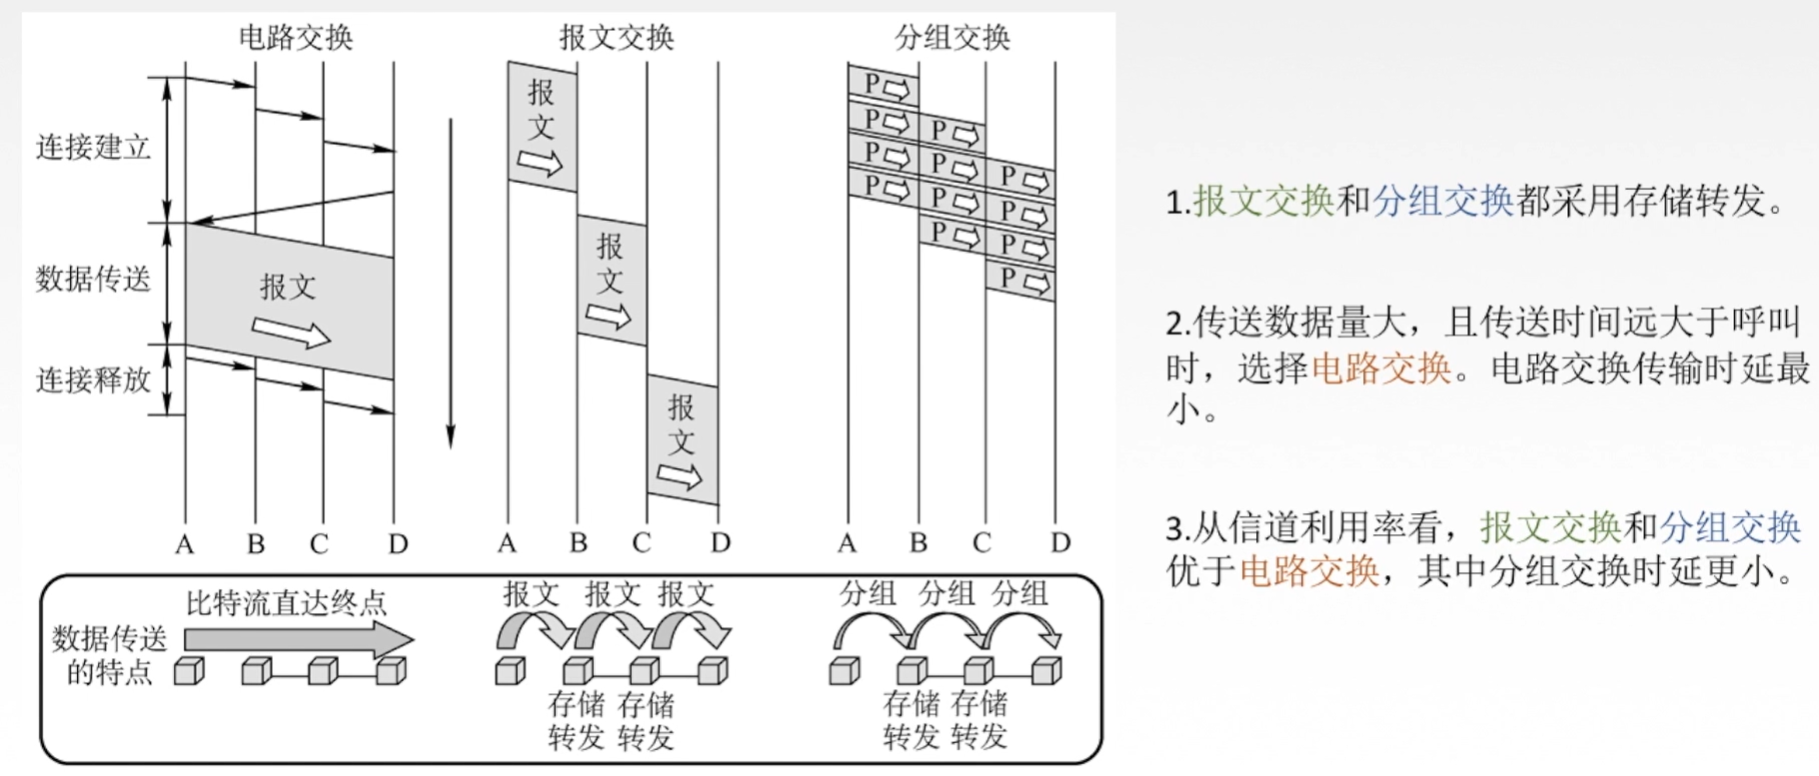 电路交换
报文交换
分组交换
连接建立
数据传送
连接释放
报文
报
文
报
文
报
文
P
P
P
P
P
P
P
P
P
P
P
P
A B C D
A B C D
A B C D
数据传送
的特点
比特流直达终点
报文 报文 报文
存储 存储
转发 转发
分组 分组 分组
存储 存储
转发 转发
1.报文交换和分组交换都采用存储转发。
2.传送数据量大，且传送时间远大于呼叫
时，选择电路交换。电路交换传输时延最
小。
3.从信道利用率看，报文交换和分组交换
优于电路交换，其中分组交换时延更小。